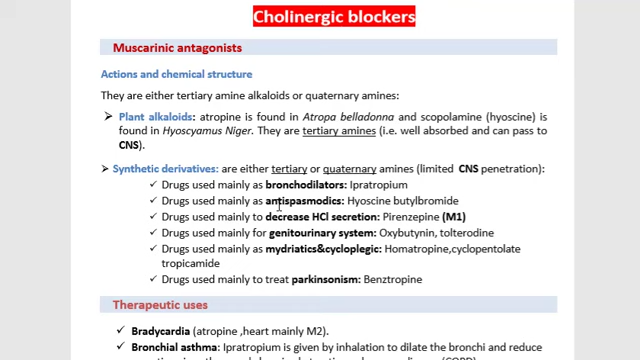 Cholinergic blockers
Muscarinic antagonists
Actions and chemical structure
They are either tertiary amine alkaloids or quaternary amines:
➢ Plant alkaloids: atropine is found in Atropa belladonna and scopolamine (hyoscine) is
found in Hyoscyamus Niger. They are tertiary amines (i.e. well absorbed and can pass to
CNS).
➢ Synthetic derivatives: are either tertiary or quaternary amines (limited CNS penetration):
✓ Drugs used mainly as bronchodilators: Ipratropium
✓ Drugs used mainly as antispasmodics: Hyoscine butylbromide
✓ Drugs used mainly to decrease HCl secretion: Pirenzepine (M1)
✓ Drugs used mainly for genitourinary system: Oxybutynin, tolterodine
✓ Drugs used mainly as mydriatics&cycloplegic: Homatropine,cyclopentolate
tropicamide
✓ Drugs used mainly to treat parkinsonism: Benztropine
Therapeutic uses
✓ Bradycardia (atropine ,heart mainly M2).
✓ Bronchial asthma: Ipratropium is given by inhalation to dilate the bronchi and reduce